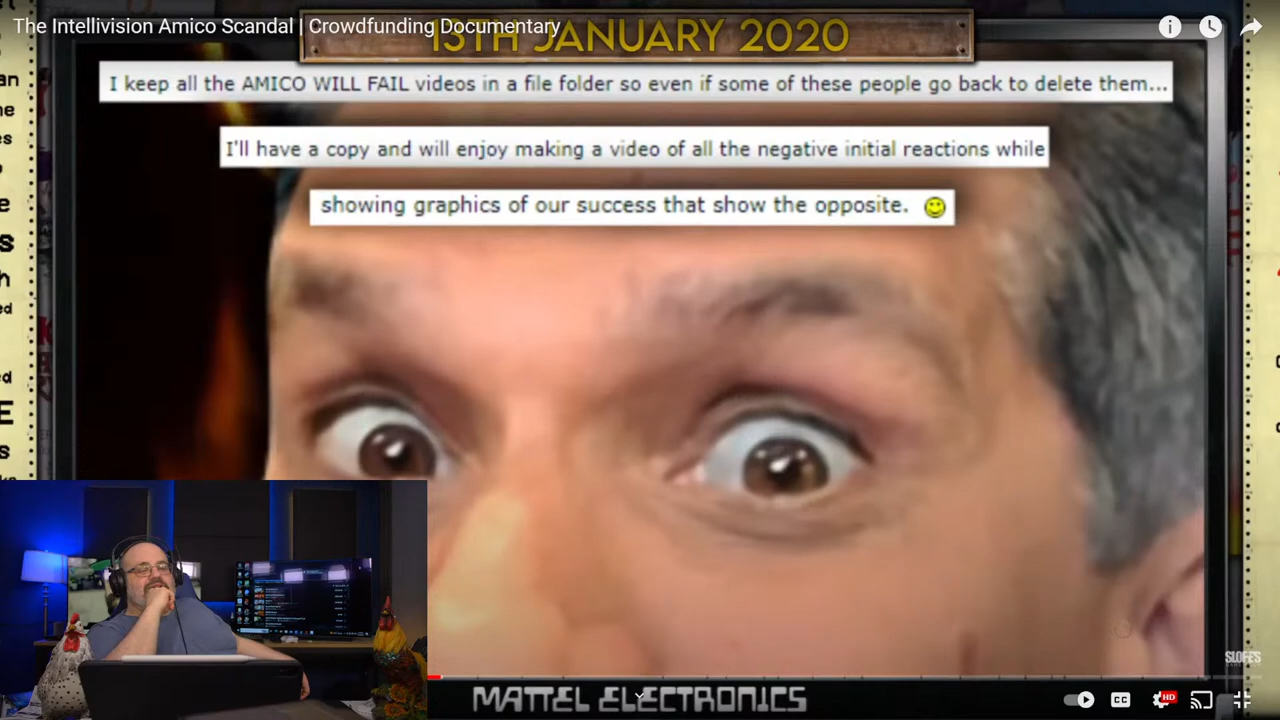 The Intellivision Amico Scandal | Crowdfunding Documentary
13TH JANUARY 2020
I keep all the AMICO WILL FAIL videos in a file folder so even if some of these people go back to delete them...
I'll have a copy and will enjoy making a video of all the negative initial reactions while
showing graphics of our success that show the opposite.
MATTEL ELECTRONICS
SLOPES
CC
HD